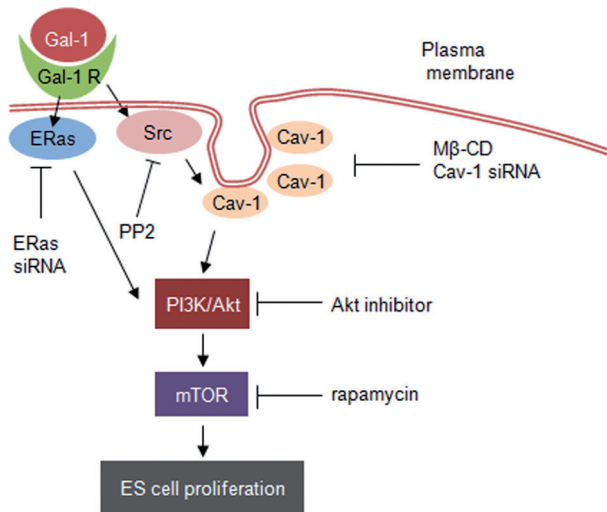 Gal-1
Gal-1 R
Plasma
membrane
ERas
Src
Cav-1
Cav-1
Cav-1
Mβ-CD
Cav-1 siRNA
ERas
siRNA
PP2
PI3K/Akt
Akt inhibitor
mTOR
rapamycin
ES cell proliferation